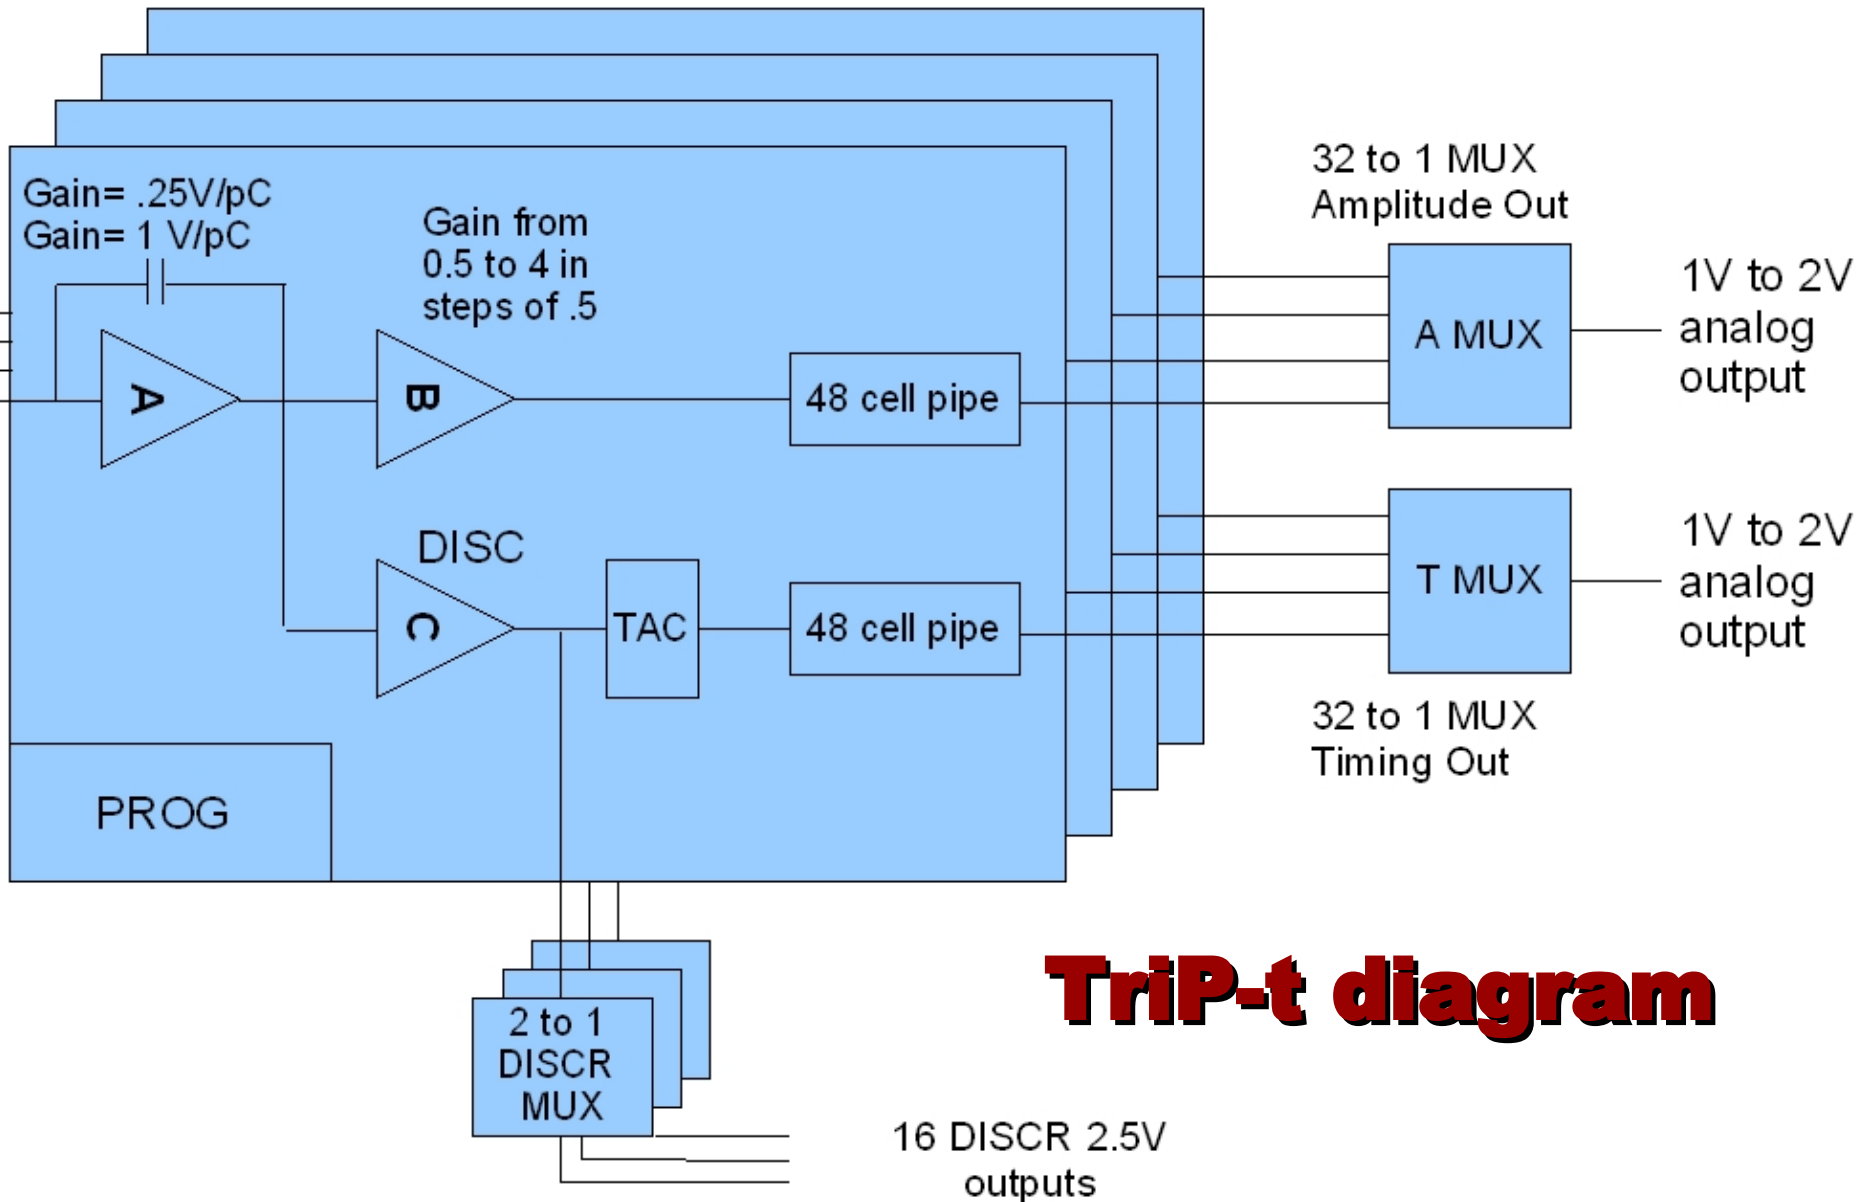 Gain= .25V/pC
Gain= 1 V/pC
Gain from
0.5 to 4 in
steps of .5
A
B
48 cell pipe
DISC
C
TAC
48 cell pipe
PROG
32 to 1 MUX
Amplitude Out
A MUX
1V to 2V
analog
output
T MUX
1V to 2V
analog
output
32 to 1 MUX
Timing Out
2 to 1
DISCR
MUX
16 DISCR 2.5V
outputs
TriP-t diagram